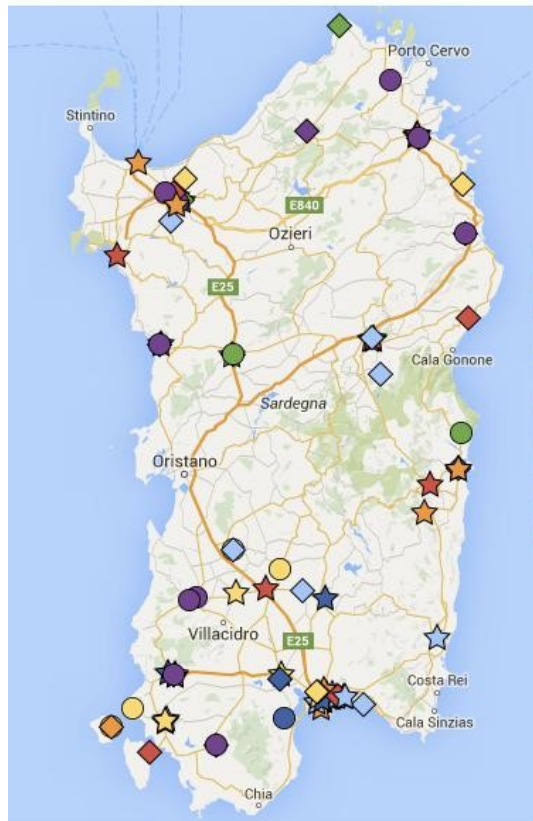 Porto Cervo
Stintino
E840
Ozieri
E25
Cala Gonone
Sardegna
Oristano
Villacidro
E25
Costa Rei
Cala Sinzias
Chia